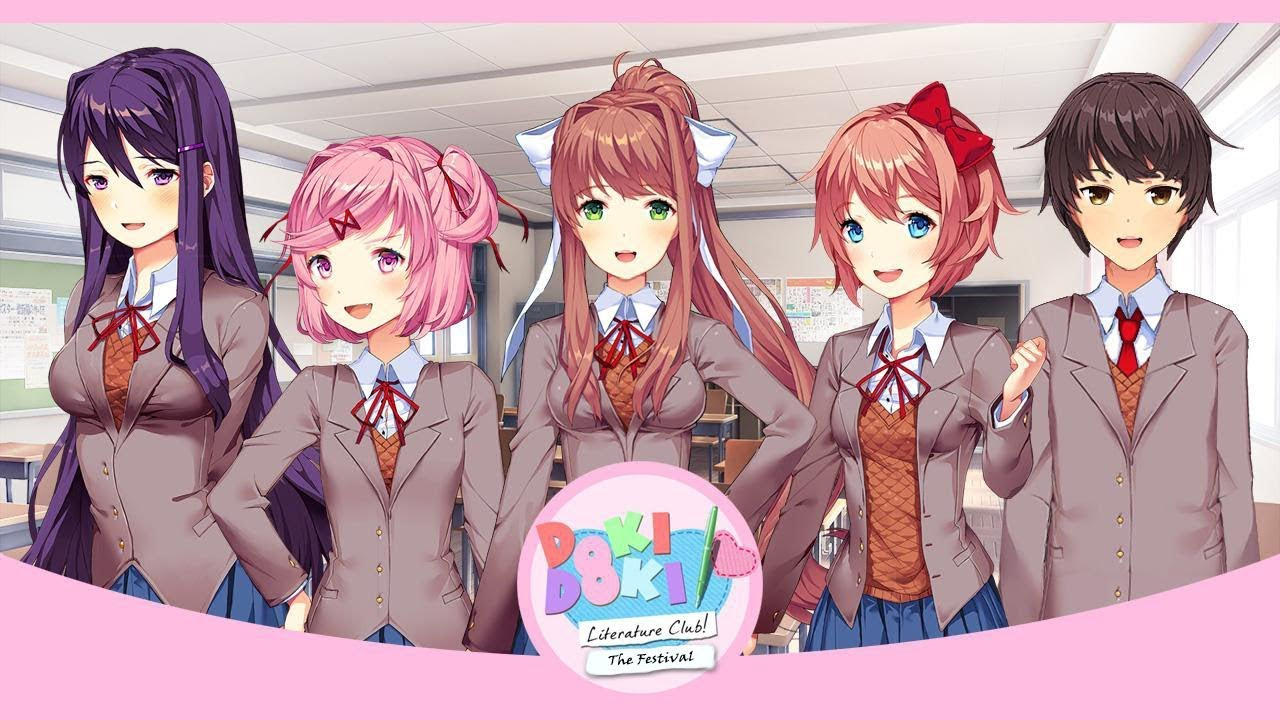 DOKI
DOKI
Literature Club!
The Festival